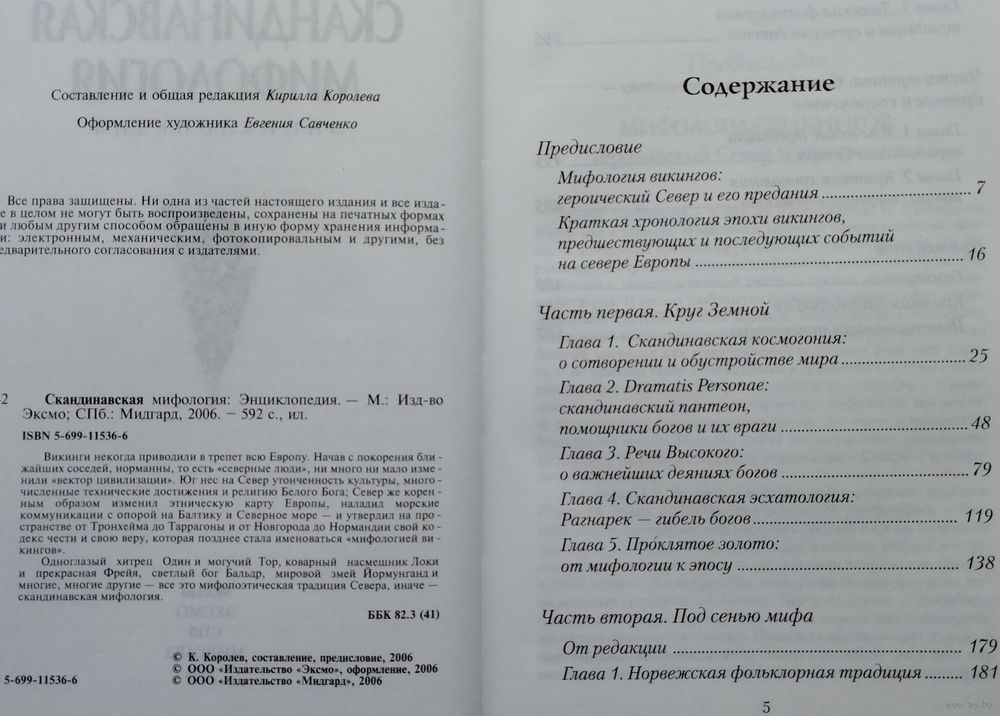 СКАНДИНАВСКАЯ
МИФОЛОГИЯ
Составление и общая редакция Кирилла Королева
Оформление художника Евгения Савченко
Все права защищены. Ни одна из частей настоящего издания и все изда-
е в целом не могут быть воспроизведены, сохранены на печатных формах
и любым другим способом обращены в иную форму хранения информа-
и: электронным, механическим, фотокопировальным и другими, без
едварительного согласования с издателями.
2 Скандинавская мифология: Энциклопедия. — М.: Изд-во
Эксмо; СПб.: Мидгард, 2006. — 592 с., ил.
ISBN 5-699-11536-6
Викинги некогда приводили в трепет всю Европу. Начав с покорения бли-
жайших соседей, норманны, то есть «северные люди», ни много ни мало изме-
нили «вектор цивилизации». Юг нес на Север утонченность культуры, много-
численные технические достижения и религию Белого Бога; Север же корен-
ным образом изменил этническую карту Европы, наладил морские
коммуникации с опорой на Балтику и Северное море — и утвердил на про-
странстве от Тронхейма до Таррагоны и от Новгорода до Нормандии свой ко-
декс чести и свою веру, которая позднее стала именоваться «мифологией ви-
кингов».
Одноглазый хитрец Один и могучий Тор, коварный насмешник Локи
и прекрасная Фрейя, светлый бог Бальдр, мировой змей Йормунганд и
многие, многие другие — все это мифопоэтическая традиция Севера, иначе —
скандинавская мифология.
ББК 82.3 (41)
© К. Королев, составление, предисловие, 2006
© ООО «Издательство «Эксмо», оформление, 2006
5-699-11536-6 © ООО «Издательство «Мидгард», 2006
Содержание
Предисловие
Мифология викингов:
героический Север и его предания ........ 7
Краткая хронология эпохи викингов,
предшествующих и последующих событий
на севере Европы ........ 16
Часть первая. Круг Земной
Глава 1. Скандинавская космогония:
о сотворении и обустройстве мира ........ 25
Глава 2. Dramatis Personae:
скандинавский пантеон,
помощники богов и их враги ........ 48
Глава 3. Речи Высокого:
о важнейших деяниях богов ........ 79
Глава 4. Скандинавская эсхатология:
Рагнарек — гибель богов ........ 119
Глава 5. Проклятое золото:
от мифологии к эпосу ........ 138
Часть вторая. Под сенью мифа
От редакции ........ 179
Глава 1. Норвежская фольклорная традиция ........ 181
5
www.ay.by